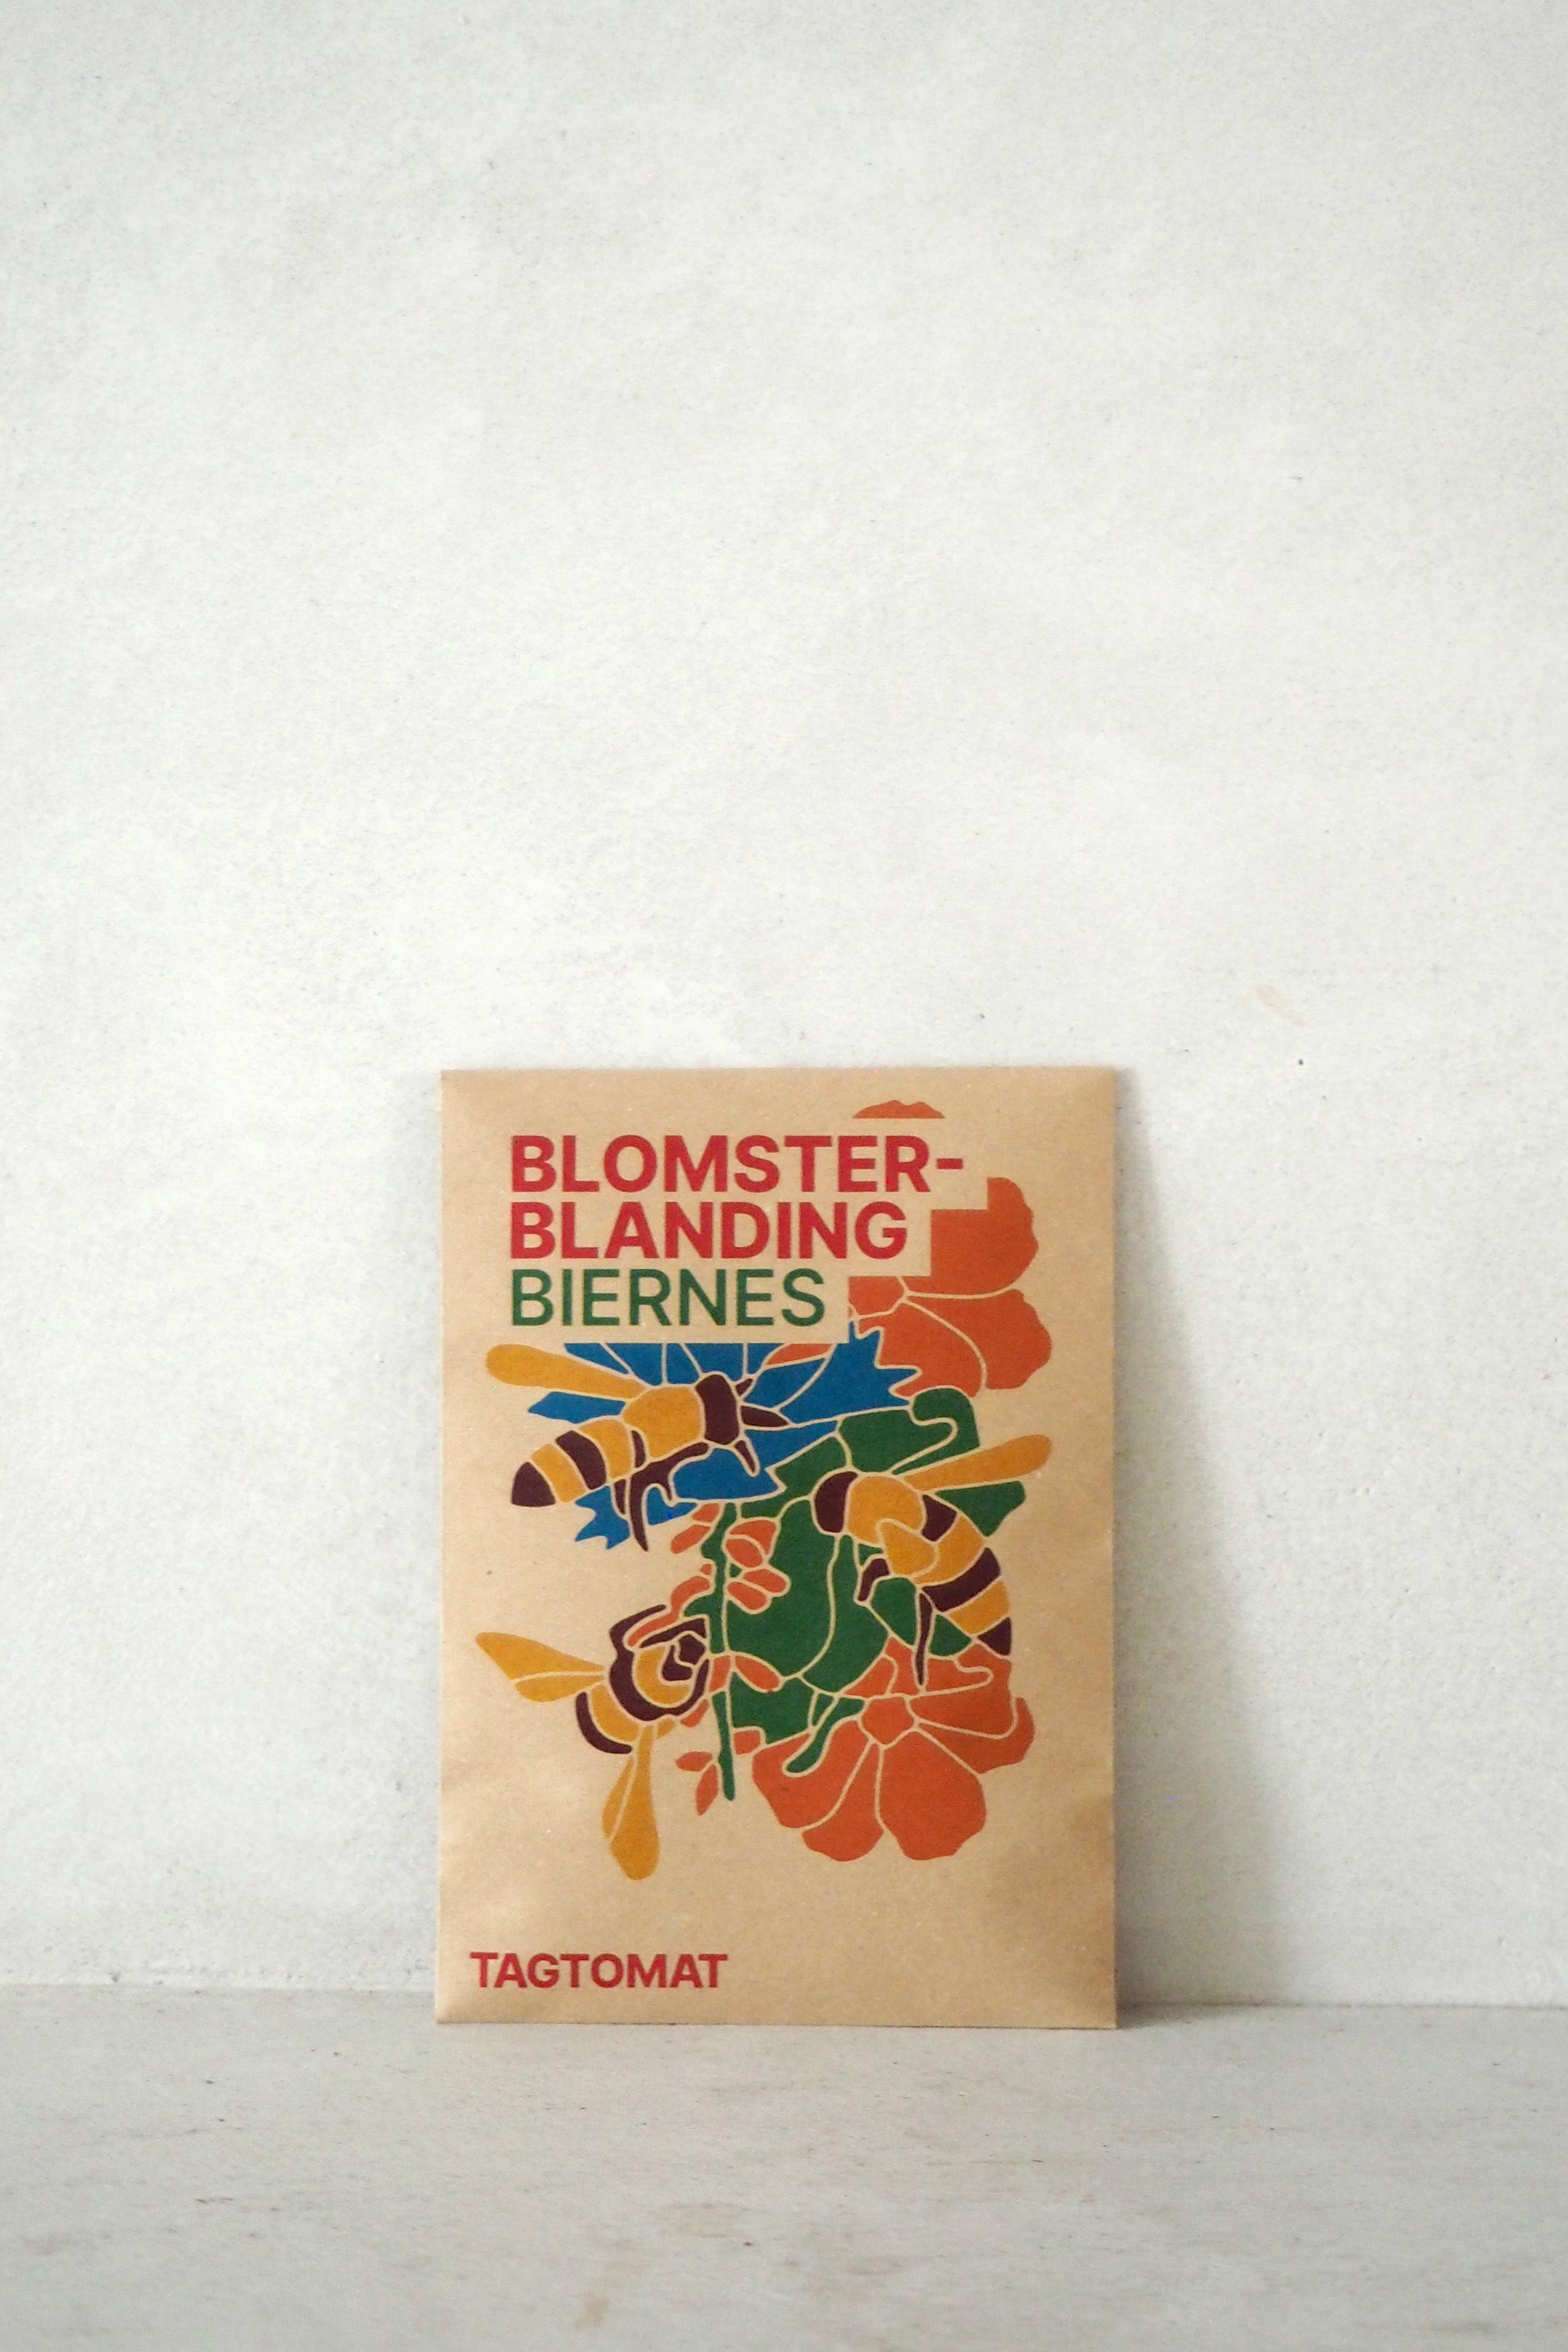 BLOMSTER-
BLANDING
BIERNES
TAGTOMAT